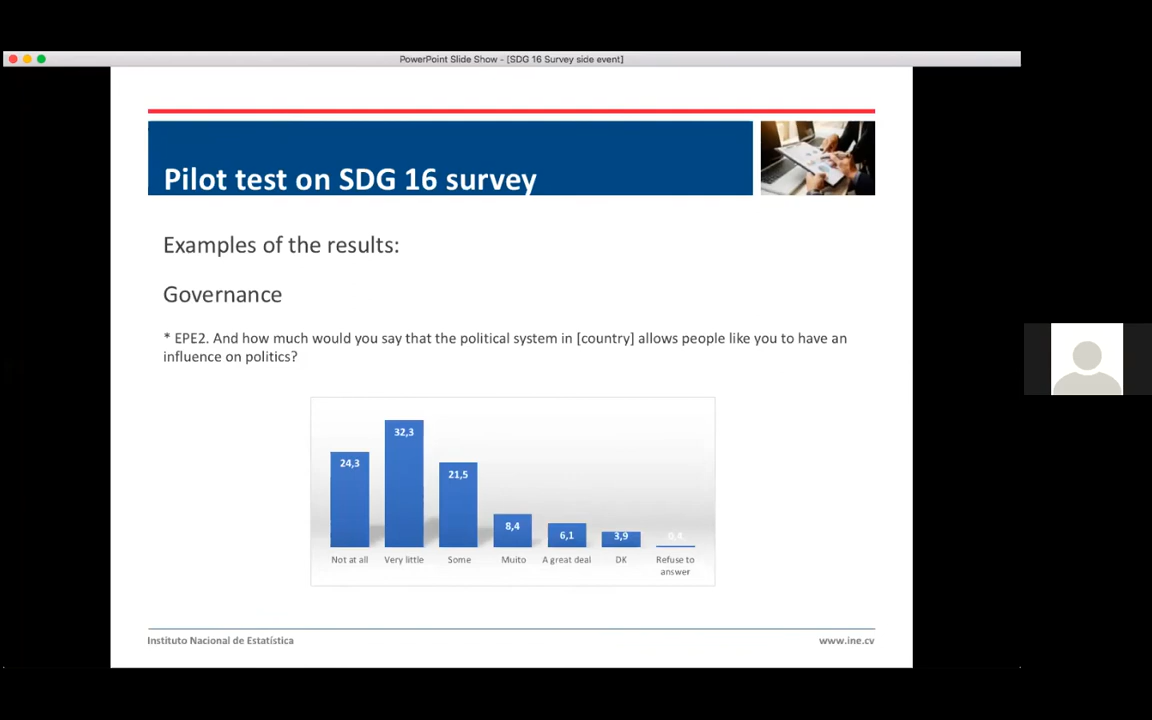 PowerPoint Slide Show - [SDG 16 Survey side event]
Pilot test on SDG 16 survey
Examples of the results:
Governance
* EPE2. And how much would you say that the political system in [country] allows people like you to have an
influence on politics?
24,3
32,3
21,5
8,4
6,1
3,9
0,4
Not at all
Very little
Some
Muito
A great deal
DK
Refuse to
answer
Instituto Nacional de Estatística
www.ine.cv